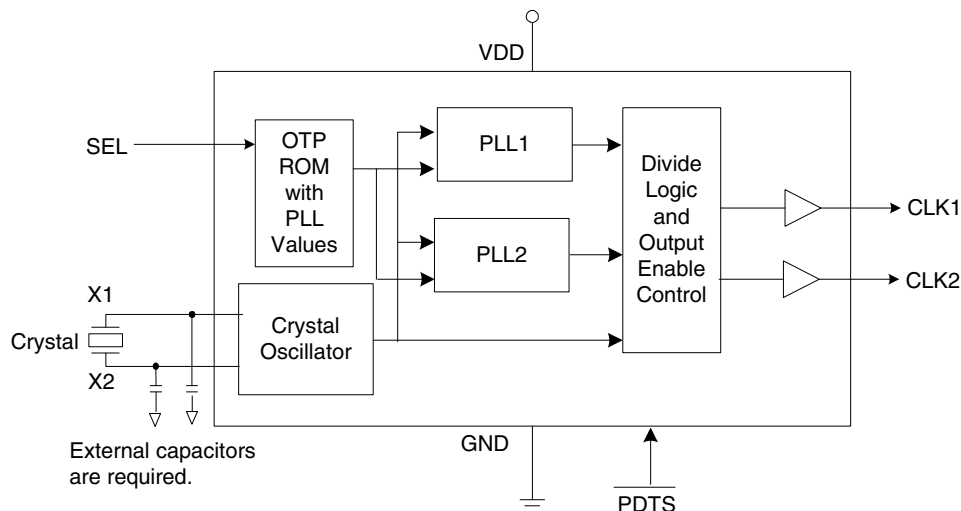 VDD
SEL
OTP
ROM
with
PLL
Values
PLL1
PLL2
Divide
Logic
and
Output
Enable
Control
CLK1
CLK2
X1
Crystal
X2
Crystal
Oscillator
External capacitors
are required.
GND
PDTS